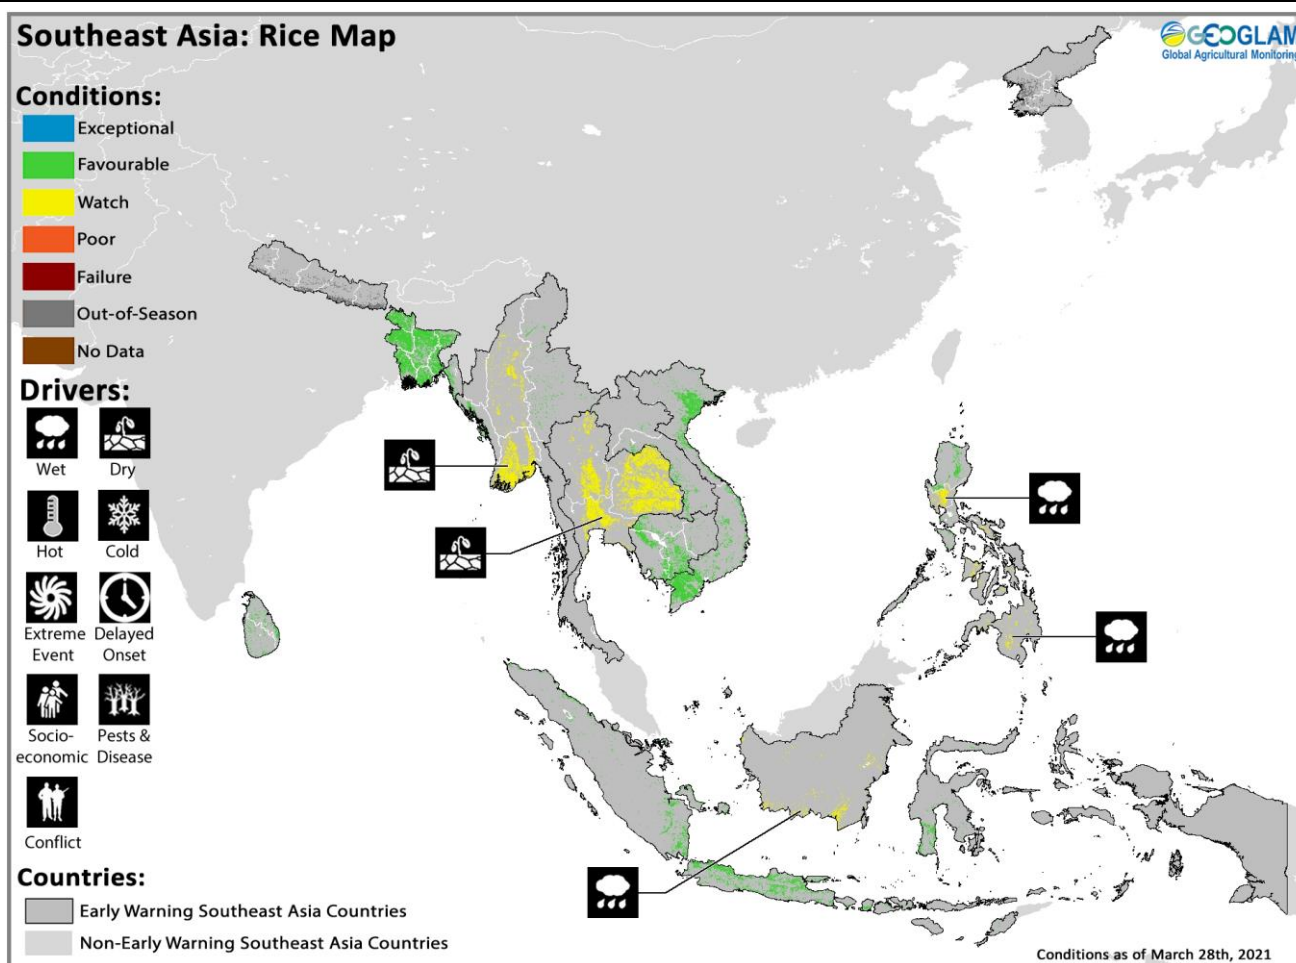 Southeast Asia: Rice Map
GEOGLAM
Global Agricultural Monitoring
Conditions:
Exceptional
Favourable
Watch
Poor
Failure
Out-of-Season
No Data
Drivers:
Wet
Dry
Hot
Cold
Extreme
Event
Delayed
Onset
Socio-
economic
Pests &
Disease
Conflict
Countries:
Early Warning Southeast Asia Countries
Non-Early Warning Southeast Asia Countries
Conditions as of March 28th, 2021